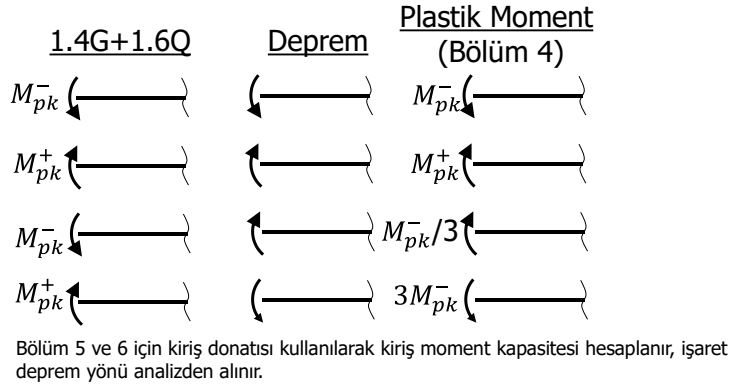 1.4G+1.6Q Deprem Plastik Moment
(Bölüm 4)
M⁻pk M⁻pk
M⁺pk M⁺pk
M⁻pk M⁻pk/3
M⁺pk 3M⁻pk
Bölüm 5 ve 6 için kiriş donatısı kullanılarak kiriş moment kapasitesi hesaplanır, işaret
deprem yönü analizden alınır.